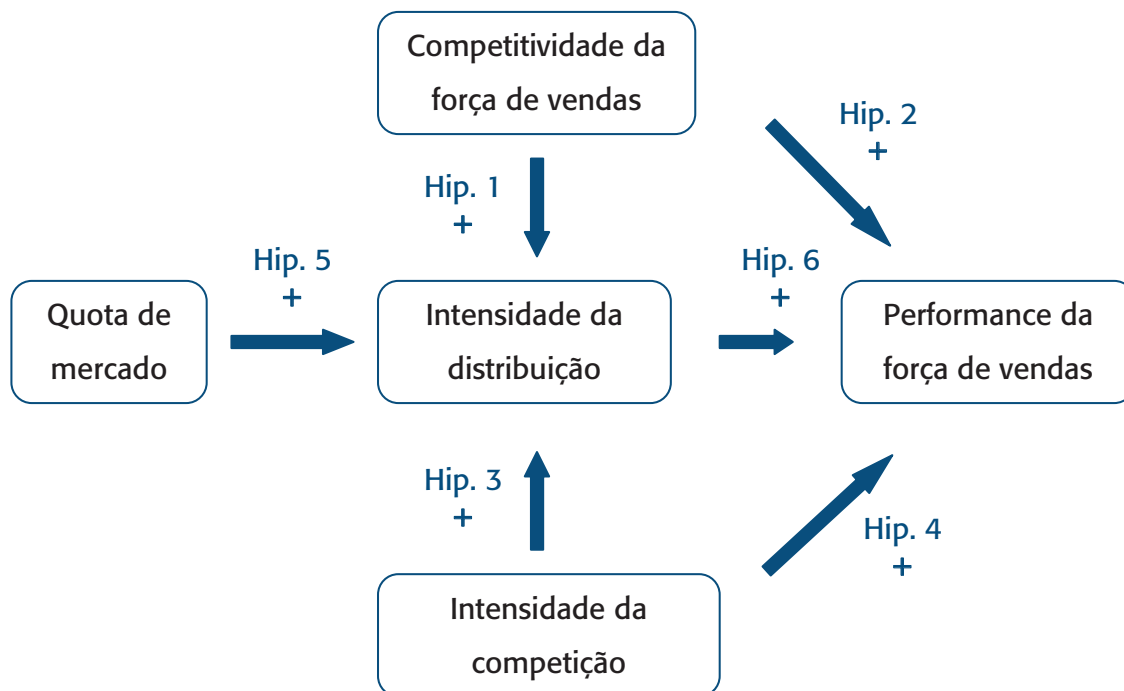 Competitividade da
força de vendas
Hip. 2
+
Hip. 1
+
Hip. 5
+
Hip. 6
+
Quota de
mercado
Intensidade da
distribuição
Performance da
força de vendas
Hip. 3
+
Hip. 4
+
Intensidade da
competição